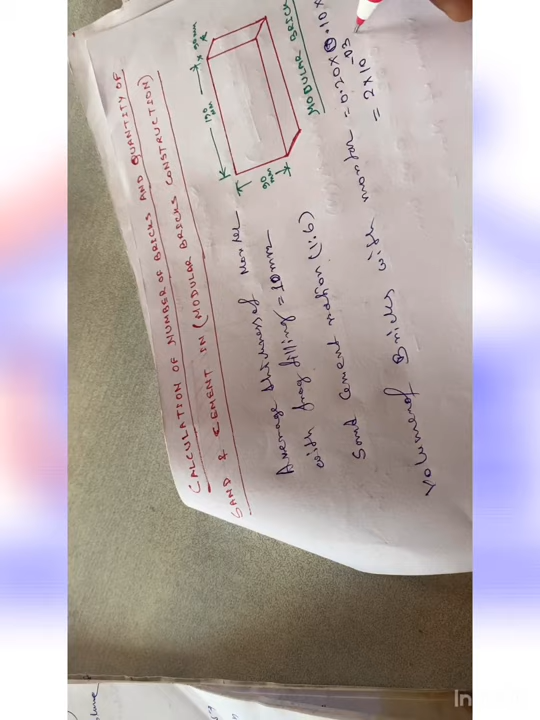 CALCULATION OF NUMBER OF BRICKS AND QUANTITY OF
SAND & CEMENT IN (MODULAR BRICKS CONSTRUCTION)
190 mm
90 mm
90 mm
MODULAR BRICK
Average thickness of
with frog filling = 10mm
Sand Cement ration (1:6)
Volume of Bricks with mortar = 0.20 x 0.10 x
= 2 x 10 -03
In